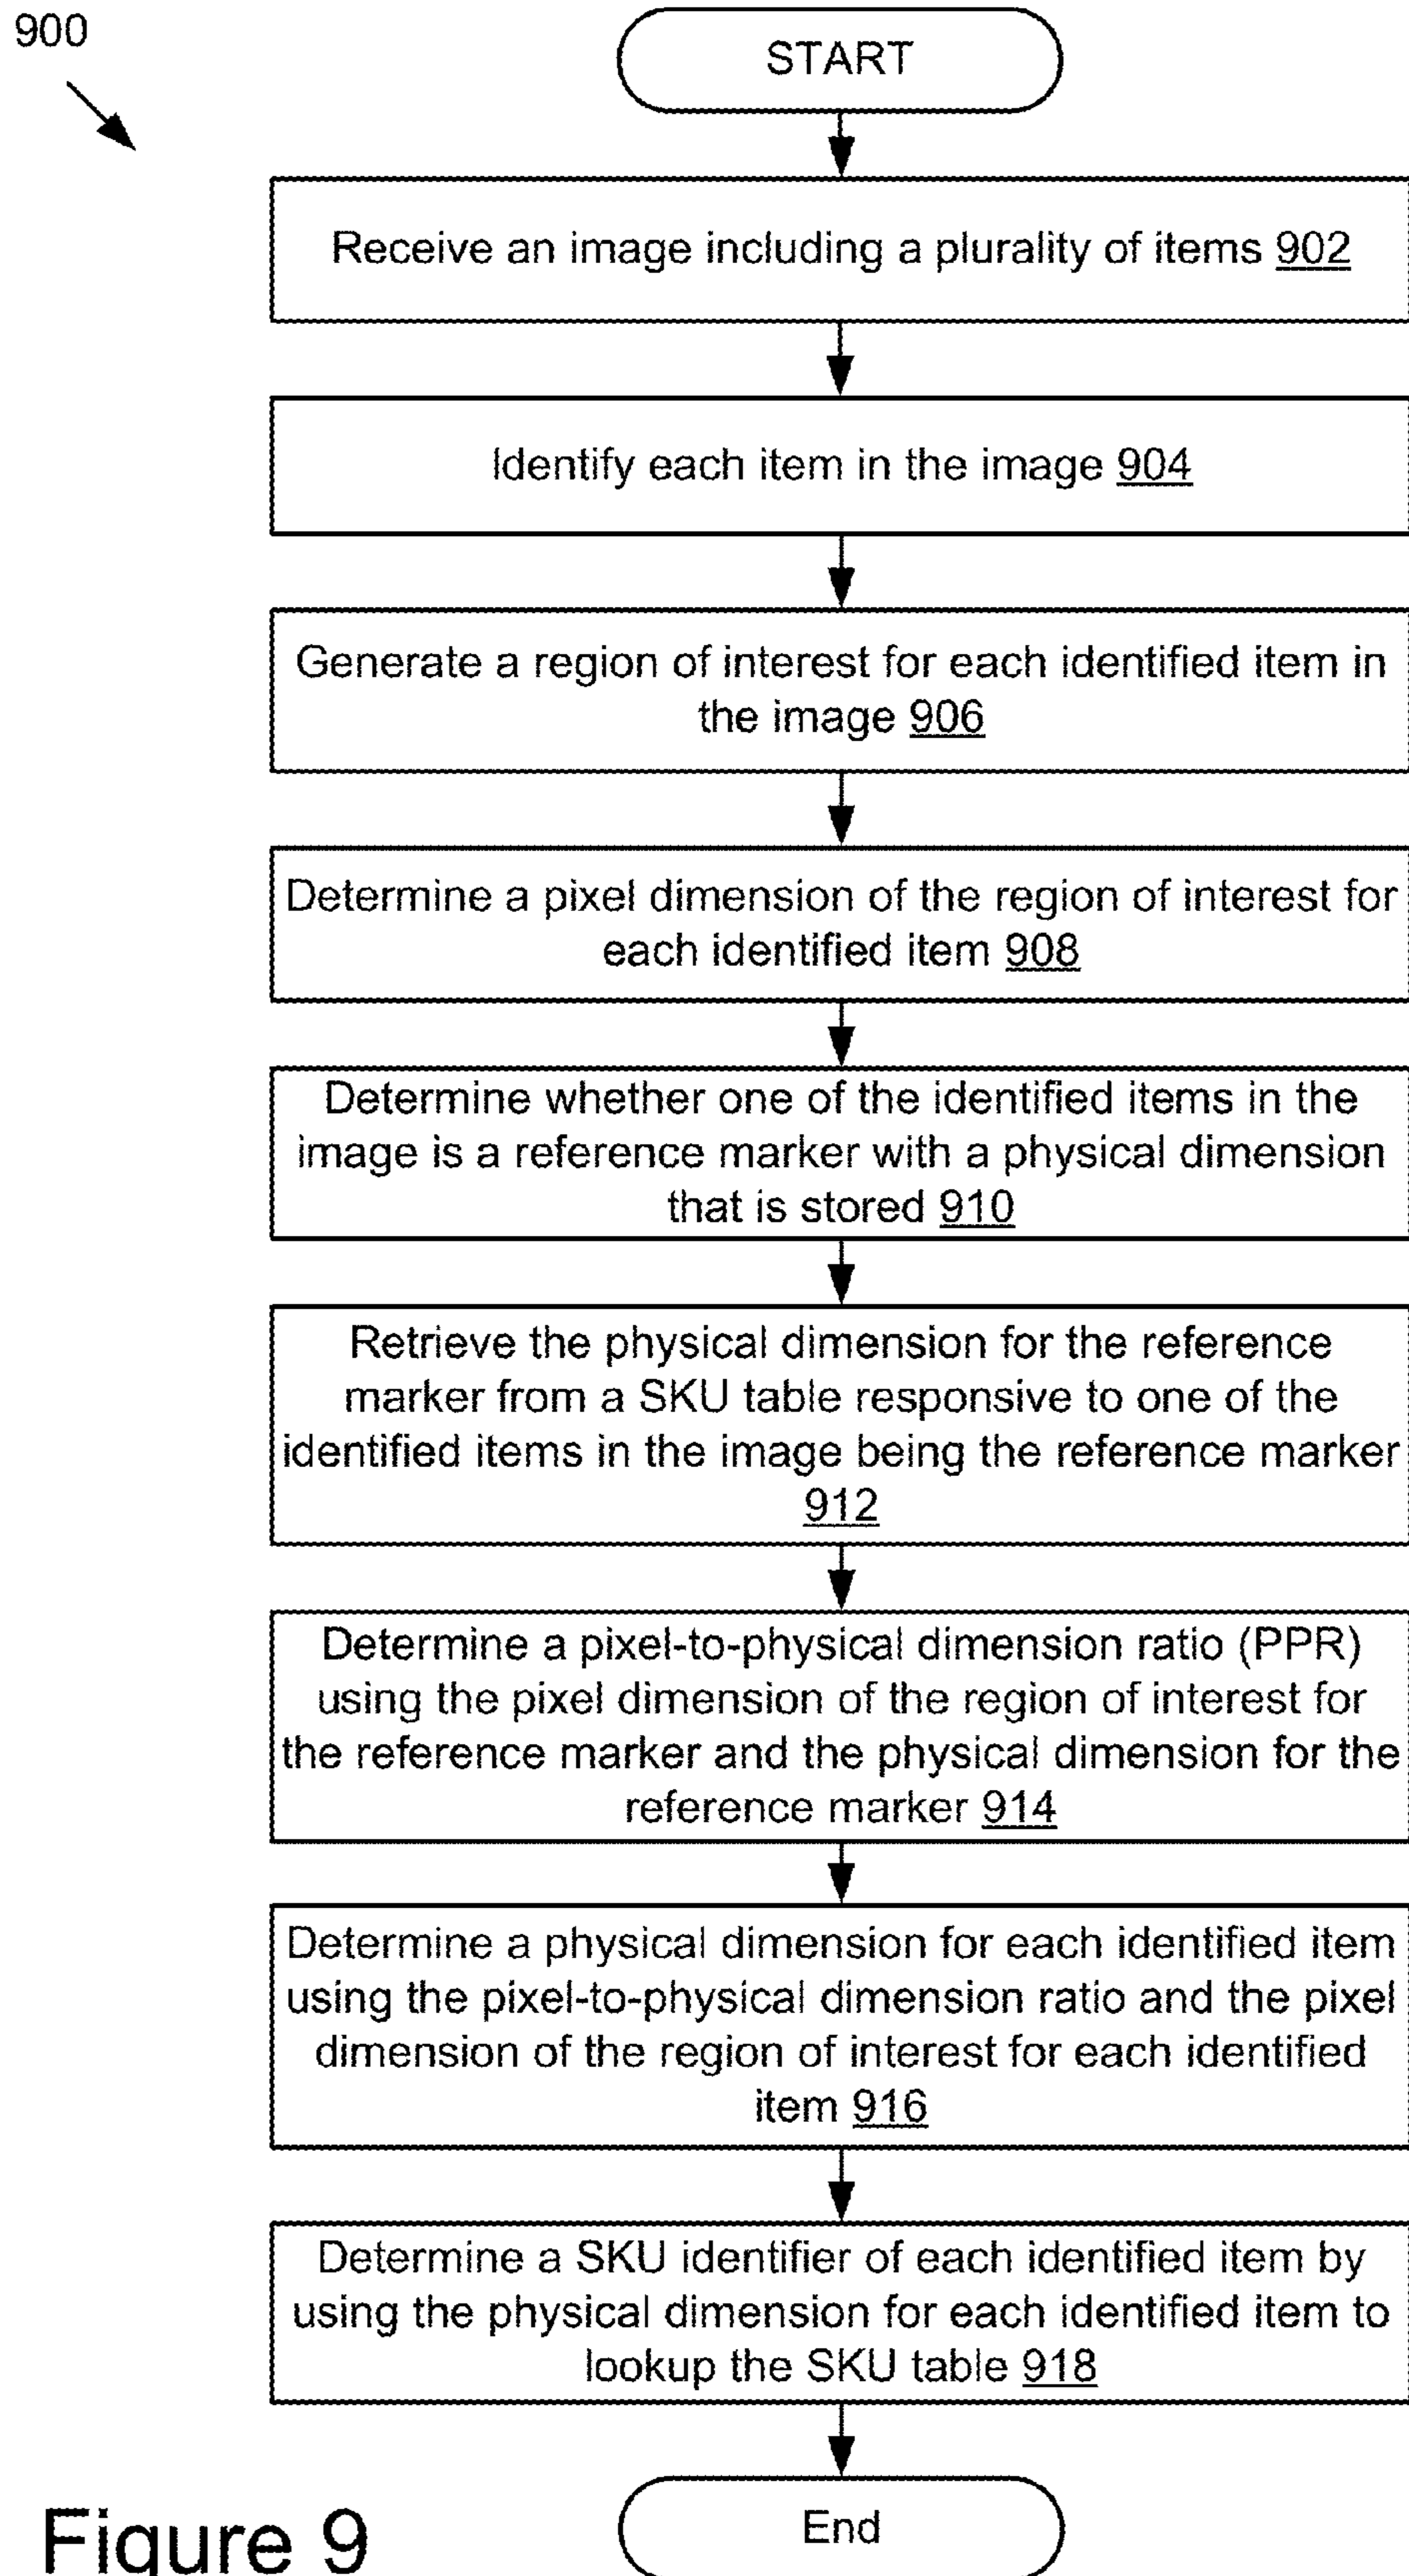 900
START
Receive an image including a plurality of items 902
Identify each item in the image 904
Generate a region of interest for each identified item in
the image 906
Determine a pixel dimension of the region of interest for
each identified item 908
Determine whether one of the identified items in the
image is a reference marker with a physical dimension
that is stored 910
Retrieve the physical dimension for the reference
marker from a SKU table responsive to one of the
identified items in the image being the reference marker
912
Determine a pixel-to-physical dimension ratio (PPR)
using the pixel dimension of the region of interest for
the reference marker and the physical dimension for the
reference marker 914
Determine a physical dimension for each identified item
using the pixel-to-physical dimension ratio and the pixel
dimension of the region of interest for each identified
item 916
Determine a SKU identifier of each identified item by
using the physical dimension for each identified item to
lookup the SKU table 918
End
Figure 9